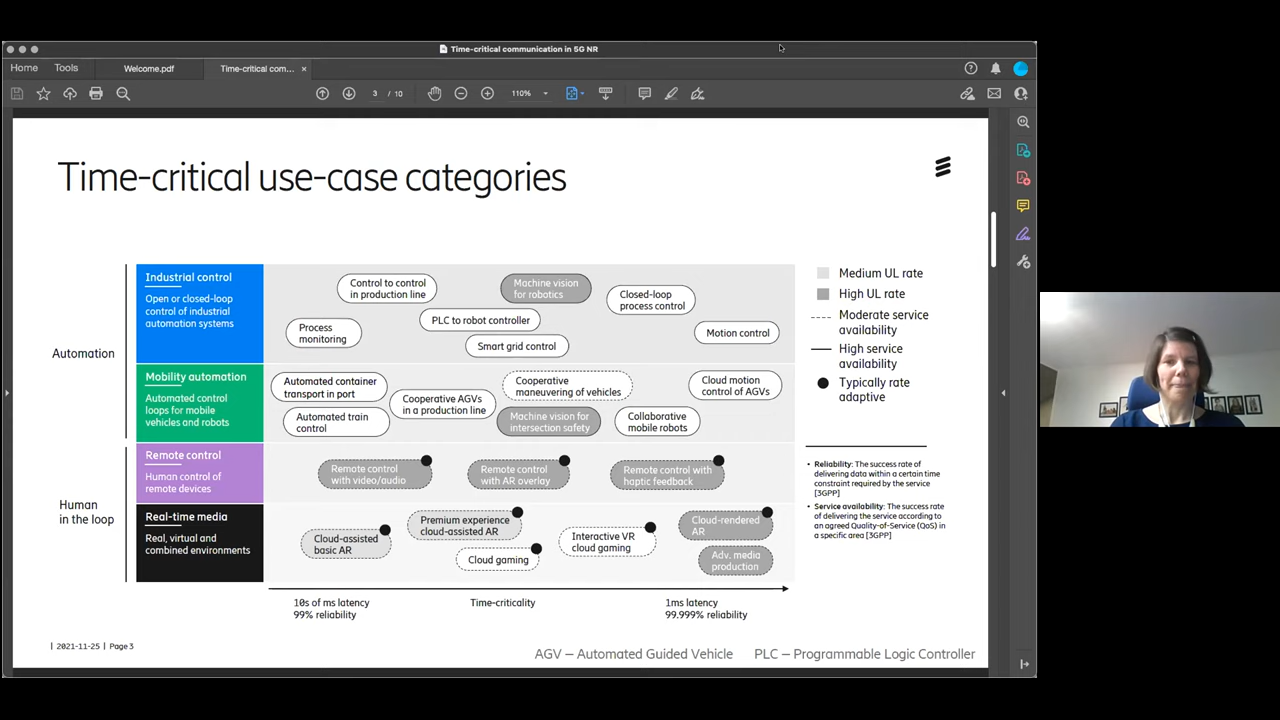 Time-critical communication in 5G NR
Home Tools Welcome.pdf Time-critical com... ×
3 / 10 110%
Time-critical use-case categories
Automation
Industrial control
Open or closed-loop
control of industrial
automation systems
Control to control
in production line
Machine vision
for robotics
Closed-loop
process control
Process
monitoring
PLC to robot controller
Smart grid control
Motion control
Mobility automation
Automated control
loops for mobile
vehicles and robots
Automated container
transport in port
Cooperative AGVs
in a production line
Cooperative
maneuvering of vehicles
Cloud motion
control of AGVs
Automated train
control
Machine vision for
intersection safety
Collaborative
mobile robots
Human
in the loop
Remote control
Human control of
remote devices
Remote control
with video/audio
Remote control
with AR overlay
Remote control with
haptic feedback
Real-time media
Real, virtual and
combined environments
Cloud-assisted
basic AR
Premium experience
cloud-assisted AR
Cloud gaming
Interactive VR
cloud gaming
Cloud-rendered
AR
Adv. media
production
10s of ms latency
99% reliability
Time-criticality
1ms latency
99.999% reliability
Medium UL rate
High UL rate
Moderate service
availability
High service
availability
Typically rate
adaptive
• Reliability: The success rate of
delivering data within a certain time
constraint required by the service
[3GPP]
• Service availability: The success rate
of delivering the service according to
an agreed Quality-of-Service (QoS) in
a specific area [3GPP]
| 2021-11-25 | Page 3
AGV – Automated Guided Vehicle PLC – Programmable Logic Controller